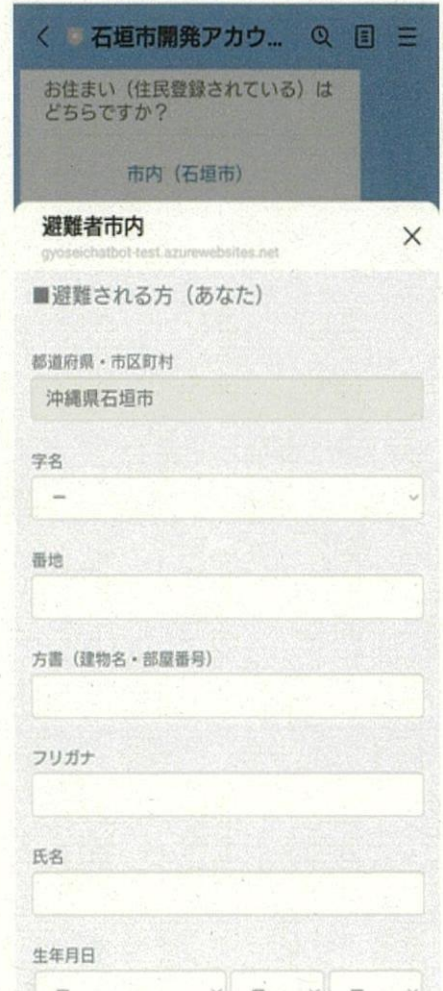 石垣市開発アカウ...
お住まい（住民登録されている）は
どちらですか？
市内（石垣市）
避難者市内
gyoseichatbot-test.azurewebsites.net
■避難される方（あなた）
都道府県・市区町村
沖縄県石垣市
字名
ー
番地
方書（建物名・部屋番号）
フリガナ
氏名
生年月日